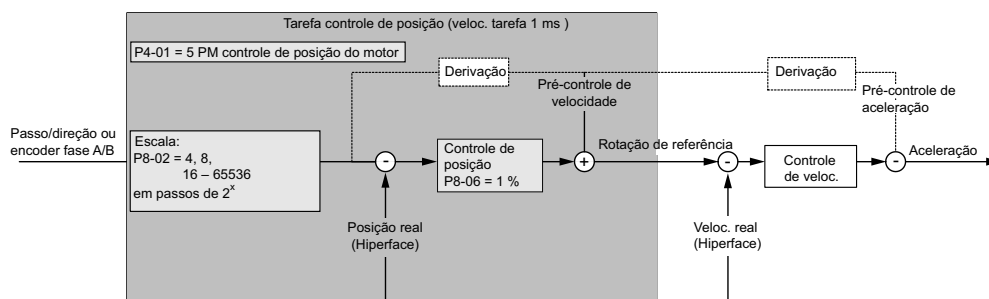 Tarefa controle de posição (veloc. tarefa 1 ms )
P4-01 = 5 PM controle de posição do motor
Derivação
Derivação
Pré-controle de
velocidade
Pré-controle de
aceleração
Passo/direção ou
encoder fase A/B
Escala:
P8-02 = 4, 8,
16 – 65536
em passos de 2^x
-
Controle de
posição
P8-06 = 1 %
+
Rotação de referência
-
Controle
de veloc.
-
Aceleração
Posição real
(Hiperface)
Veloc. real
(Hiperface)